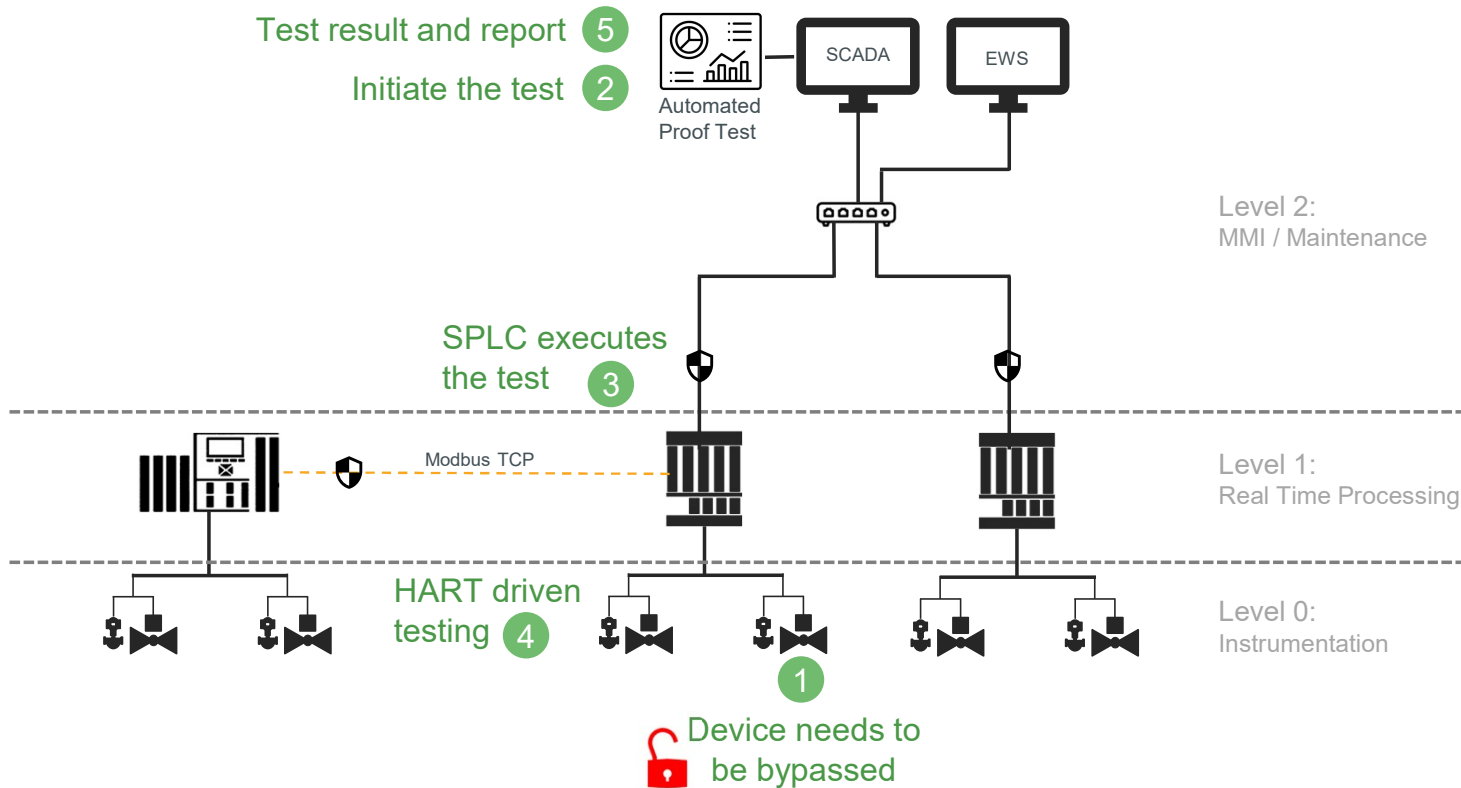 Test result and report 5
Initiate the test 2
Automated
Proof Test
SCADA
EWS
Level 2:
MMI / Maintenance
SPLC executes
the test 3
Modbus TCP
Level 1:
Real Time Processing
HART driven
testing 4
Level 0:
Instrumentation
1
Device needs to
be bypassed